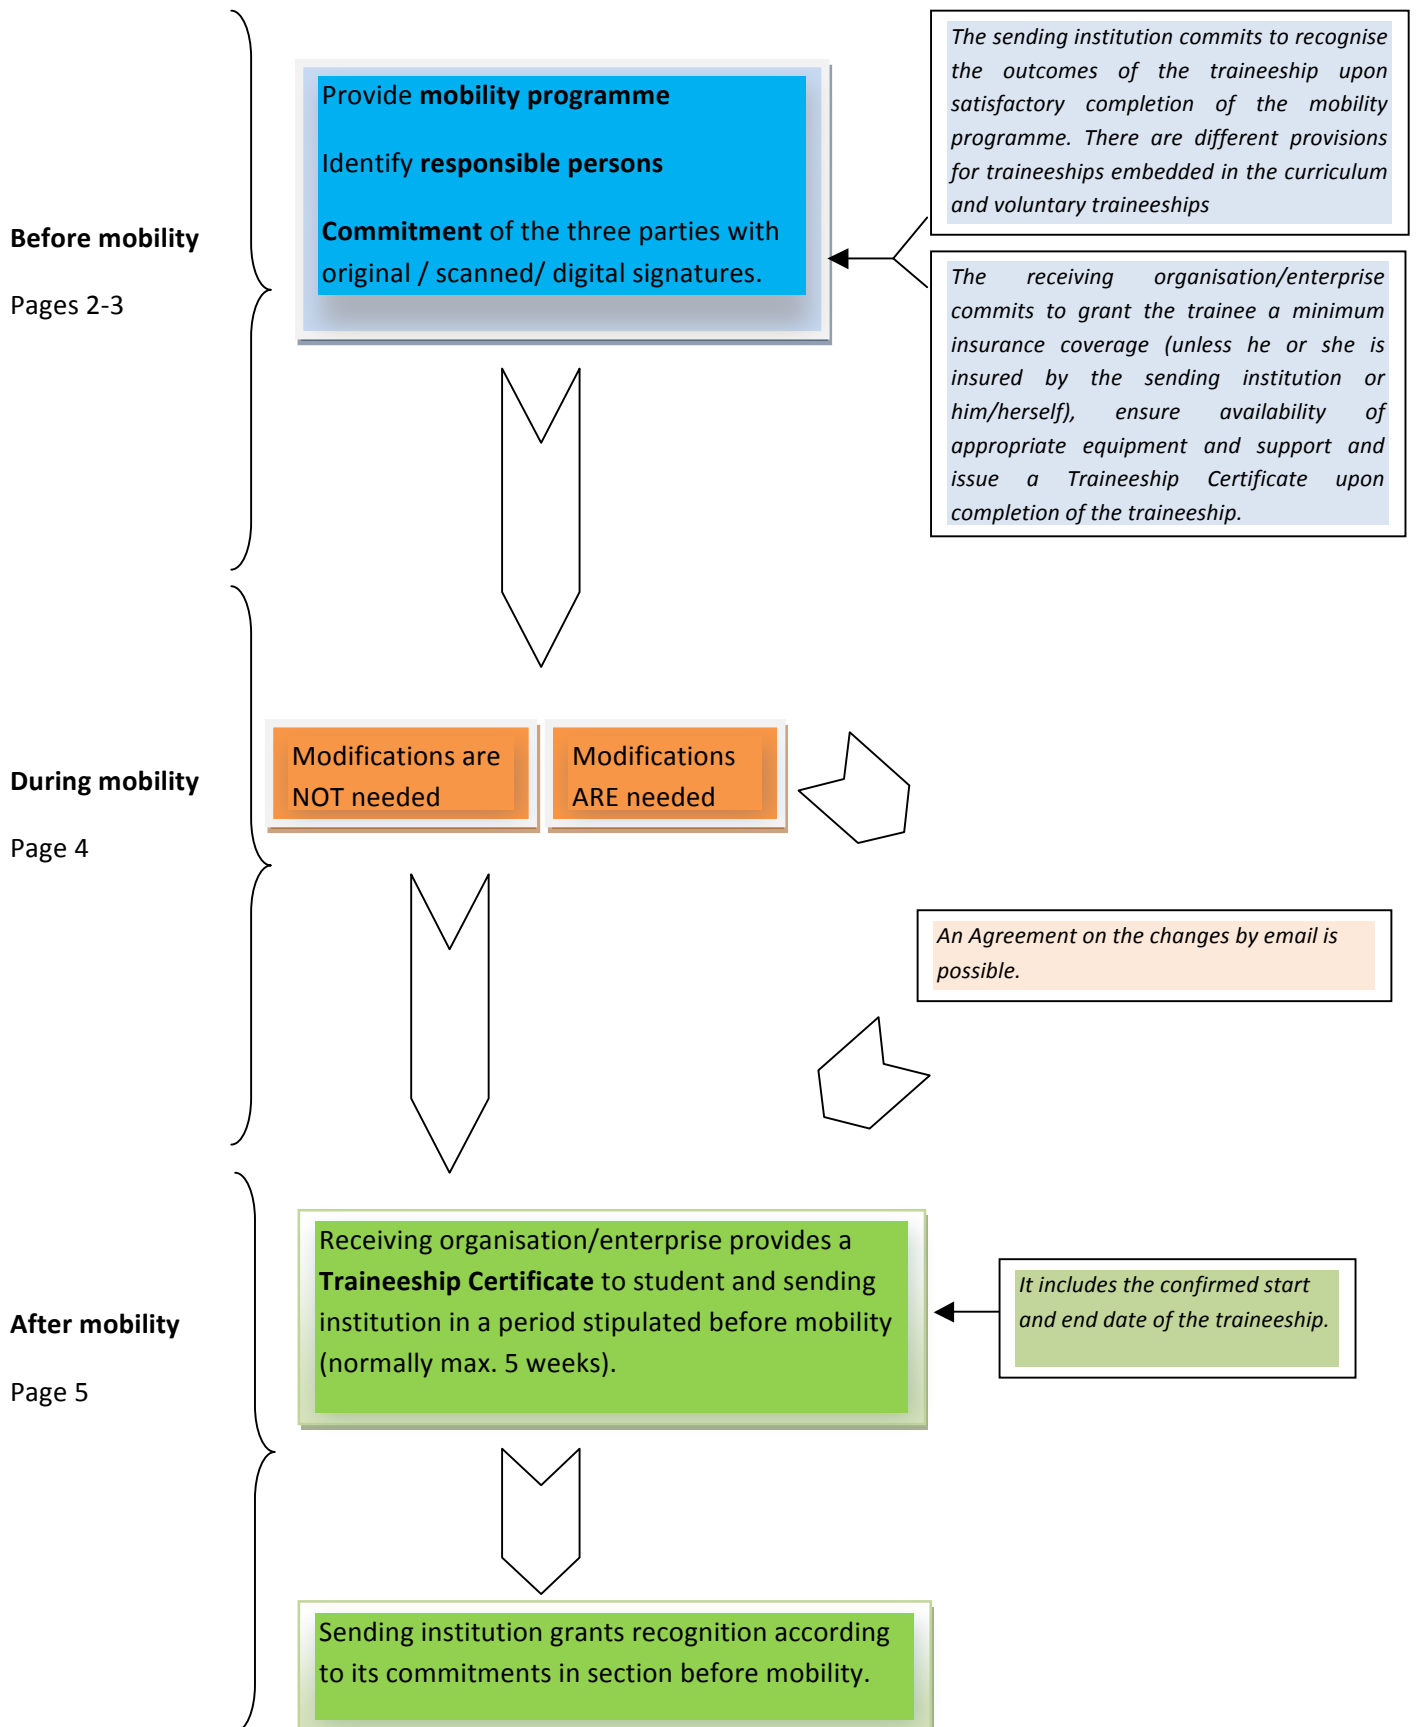 Before mobility
Pages 2-3
Provide mobility programme
Identify responsible persons
Commitment of the three parties with
original / scanned/ digital signatures.
The sending institution commits to recognise
the outcomes of the traineeship upon
satisfactory completion of the mobility
programme. There are different provisions
for traineeships embedded in the curriculum
and voluntary traineeships
The receiving organisation/enterprise
commits to grant the trainee a minimum
insurance coverage (unless he or she is
insured by the sending institution or
him/herself), ensure availability of
appropriate equipment and support and
issue a Traineeship Certificate upon
completion of the traineeship.
During mobility
Page 4
Modifications are
NOT needed
Modifications
ARE needed
An Agreement on the changes by email is
possible.
After mobility
Page 5
Receiving organisation/enterprise provides a
Traineeship Certificate to student and sending
institution in a period stipulated before mobility
(normally max. 5 weeks).
It includes the confirmed start
and end date of the traineeship.
Sending institution grants recognition according
to its commitments in section before mobility.